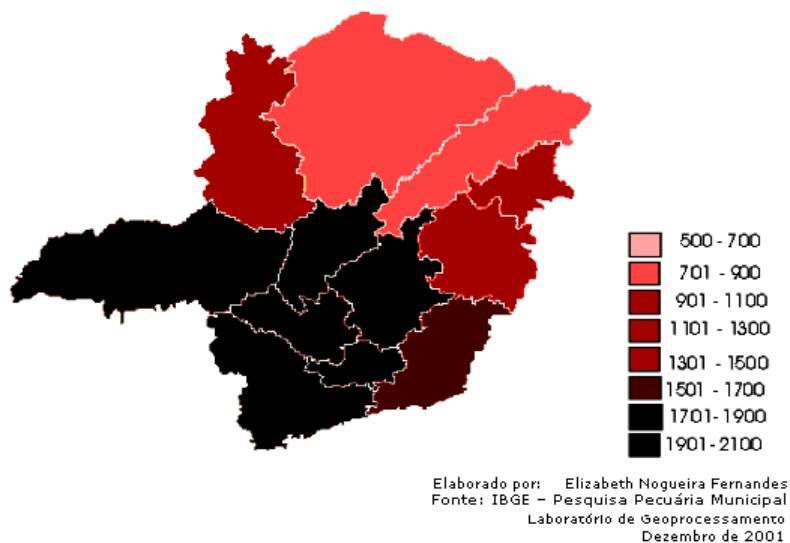 500 - 700
701 - 900
901 - 1100
1101 - 1300
1301 - 1500
1501 - 1700
1701 - 1900
1901 - 2100
Elaborado por: Elizabeth Nogueira Fernandes
Fonte: IBGE – Pesquisa Pecuária Municipal
Laboratório de Geoprocessamento
Dezembro de 2001